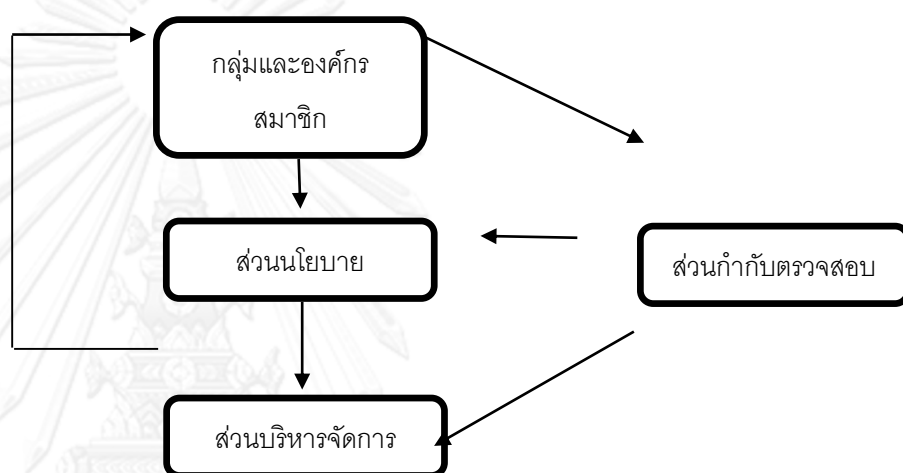 กลุ่มและองค์กร
สมาชิก
ส่วนนโยบาย
ส่วนกำกับตรวจสอบ
ส่วนบริหารจัดการ